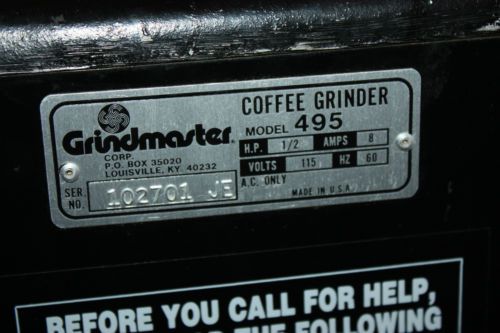 Grindmaster®
CORP.
P.O. BOX 35020
LOUISVILLE, KY 40232
SER. NO. 102701 JE
COFFEE GRINDER
MODEL 495
H.P. 1/2 AMPS 8
VOLTS 115 HZ 60
A.C. ONLY
MADE IN U.S.A.
BEFORE YOU CALL FOR HELP,
THE FOLLOWING